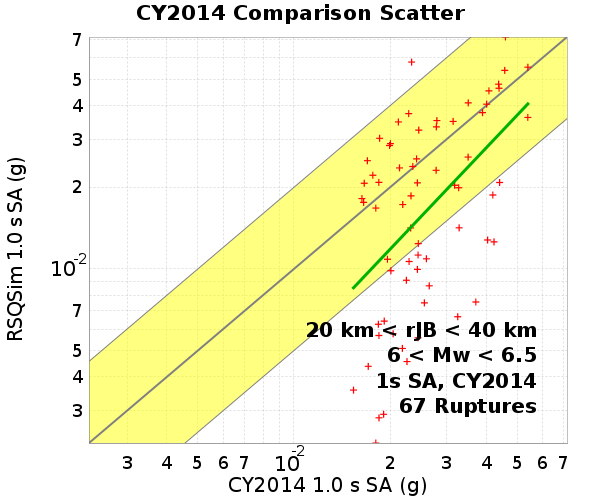 CY2014 Comparison Scatter
7
5
4
3
2
10-2
7
5
4
3
RSQSim 1.0 s SA (g)
20 km < rJB < 40 km
6 < Mw < 6.5
1s SA, CY2014
67 Ruptures
3 4 5 6 7 10-2 2 3 4 5 6 7
CY2014 1.0 s SA (g)